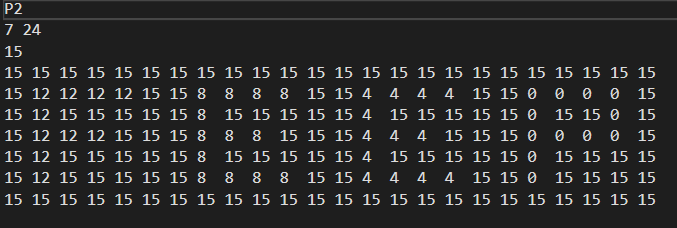 P2
7 24
15
15 15 15 15 15 15 15 15 15 15 15 15 15 15 15 15 15 15 15 15 15 15 15 15
15 12 12 12 12 15 15 8 8 8 8 15 15 4 4 4 4 15 15 0 0 0 0 15
15 12 15 15 12 15 15 8 15 15 15 15 15 4 15 15 15 15 15 0 15 15 0 15
15 12 12 12 12 15 15 8 8 8 15 15 15 4 4 4 15 15 15 0 0 0 0 15
15 12 15 15 15 15 15 8 15 15 15 15 15 4 15 15 15 15 15 0 15 15 15 15
15 12 15 15 15 15 15 8 8 8 8 15 15 4 4 4 4 15 15 0 15 15 15 15
15 15 15 15 15 15 15 15 15 15 15 15 15 15 15 15 15 15 15 15 15 15 15 15